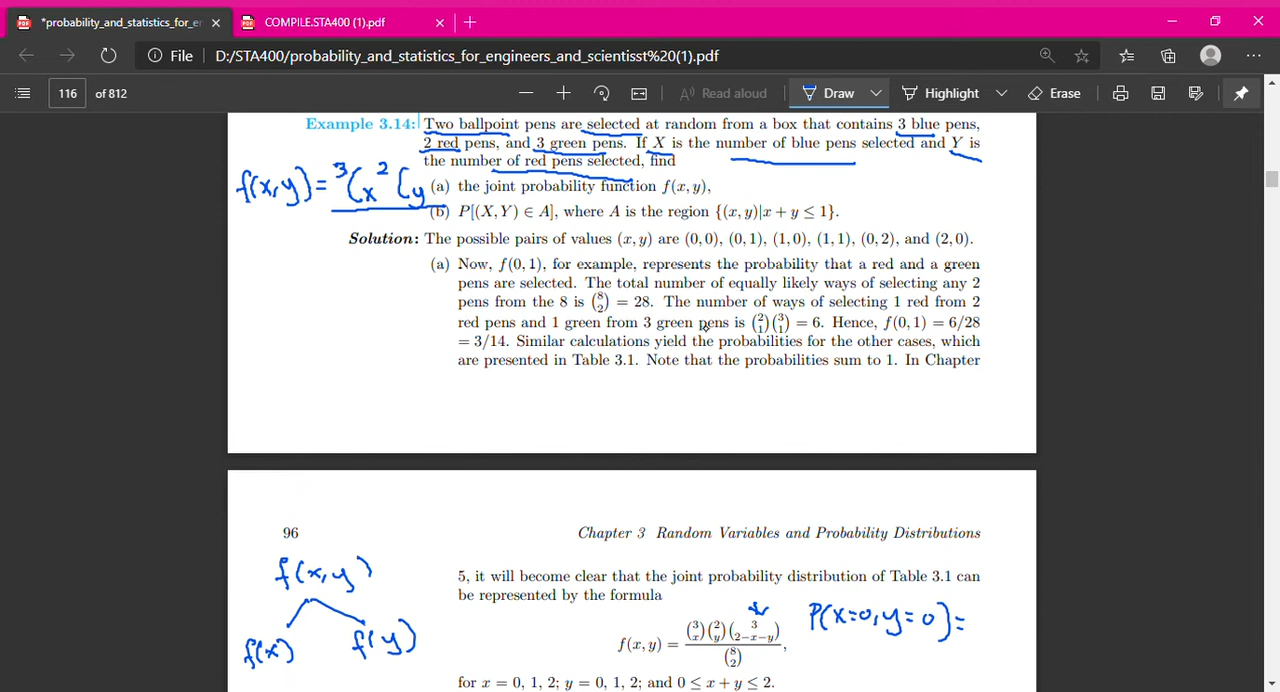 *probability_and_statistics_for_er
COMPILE.STA400 (1).pdf
File D:/STA400/probability_and_statistics_for_engineers_and_scientisst%20(1).pdf
116 of 812
Read aloud Draw Highlight Erase
Example 3.14: Two ballpoint pens are selected at random from a box that contains 3 blue pens,
2 red pens, and 3 green pens. If X is the number of blue pens selected and Y is
the number of red pens selected, find
f(x,y) = ³Cx ²Cy
(a) the joint probability function f(x, y),
(b) P[(X, Y) ∈ A], where A is the region {(x, y)|x + y ≤ 1}.
Solution: The possible pairs of values (x, y) are (0, 0), (0, 1), (1, 0), (1, 1), (0, 2), and (2, 0).
(a) Now, f(0, 1), for example, represents the probability that a red and a green
pens are selected. The total number of equally likely ways of selecting any 2
pens from the 8 is (8 2) = 28. The number of ways of selecting 1 red from 2
red pens and 1 green from 3 green pens is (2 1)(3 1) = 6. Hence, f(0, 1) = 6/28
= 3/14. Similar calculations yield the probabilities for the other cases, which
are presented in Table 3.1. Note that the probabilities sum to 1. In Chapter
96 Chapter 3 Random Variables and Probability Distributions
f(x,y)
f(x) f(y)
5, it will become clear that the joint probability distribution of Table 3.1 can
be represented by the formula
f(x, y) = (3 x)(2 y)(3 2−x−y) / (8 2),
P(x=0, y=0) =
for x = 0, 1, 2; y = 0, 1, 2; and 0 ≤ x + y ≤ 2.